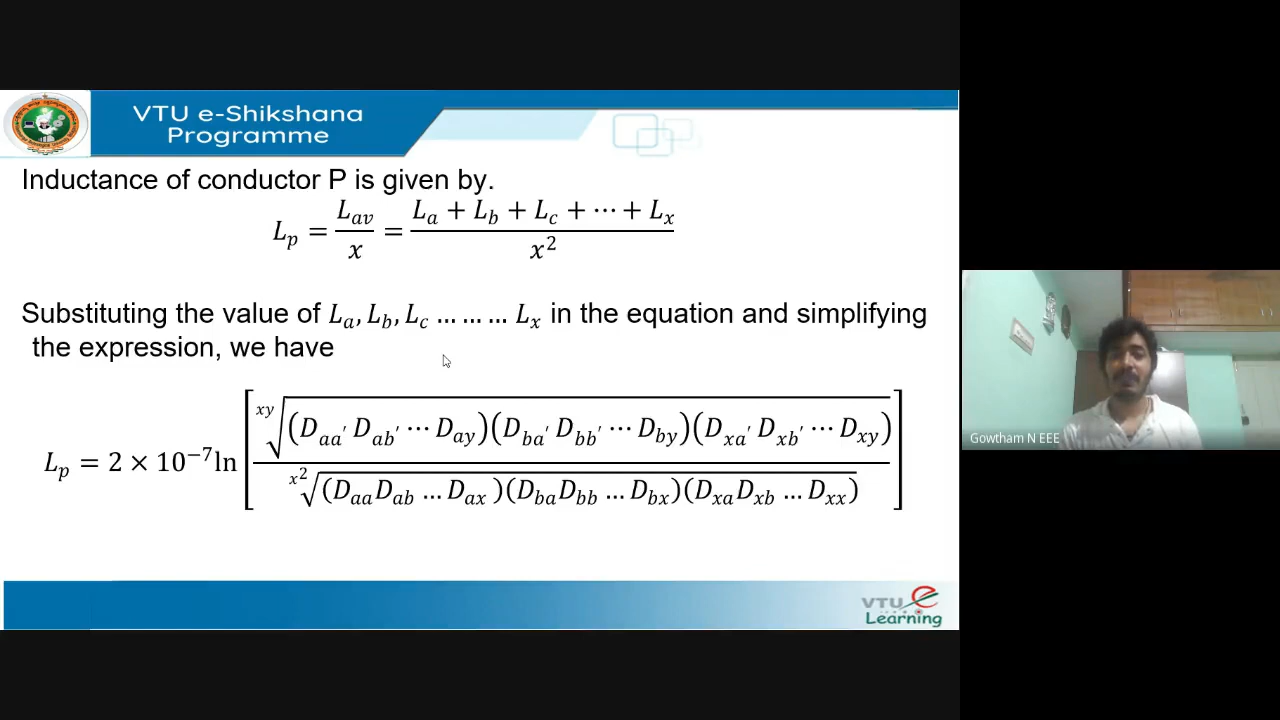 VTU e-Shikshana
Programme
Inductance of conductor P is given by.
L_p = L_av / x = (L_a + L_b + L_c + ⋯ + L_x) / x^2
Substituting the value of L_a, L_b, L_c … … … L_x in the equation and simplifying
the expression, we have
L_p = 2 × 10^−7 ln [ xy√((D_aa′ D_ab′ ⋯ D_ay)(D_ba′ D_bb′ ⋯ D_by)(D_xa′ D_xb′ ⋯ D_xy)) / x^2√((D_aa D_ab … D_ax )(D_ba D_bb … D_bx)(D_xa D_xb … D_xx)) ]
Gowtham N EEE
VTU e
Learning